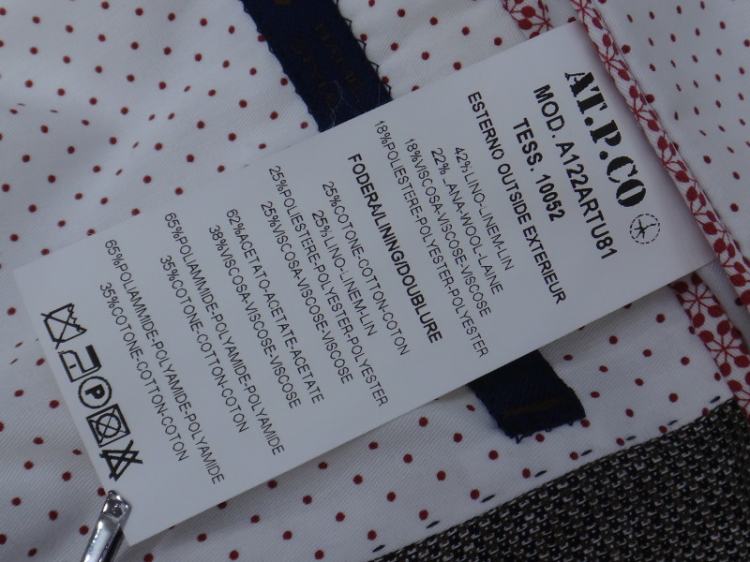 AT.P.CO
MOD. A122ARTU81
TESS. 10052
ESTERNO OUTSIDE EXTERIEUR
42%LINO-LINEM-LIN
22%_ANA-WOOL-LAINE
18%VISCOSA-VISCOSE-VISCOSE
18%POLIESTERE-POLYESTER-POLYESTER
FODERA/LINING/DOUBLURE
25%COTONE-COTTON-COTON
25%LINO-LINEM-LIN
25%POLIESTERE-POLYESTER-POLYESTER
25%VISCOSA-VISCOSE-VISCOSE
62%ACETATO-ACETATE-ACETATE
38%VISCOSA-VISCOSE-VISCOSE
65%POLIAMMIDE-POLYAMIDE-POLYAMIDE
35%COTONE-COTTON-COTON
65%POLIAMMIDE-POLYAMIDE-POLYAMIDE
35%COTONE-COTTON-COTON
P